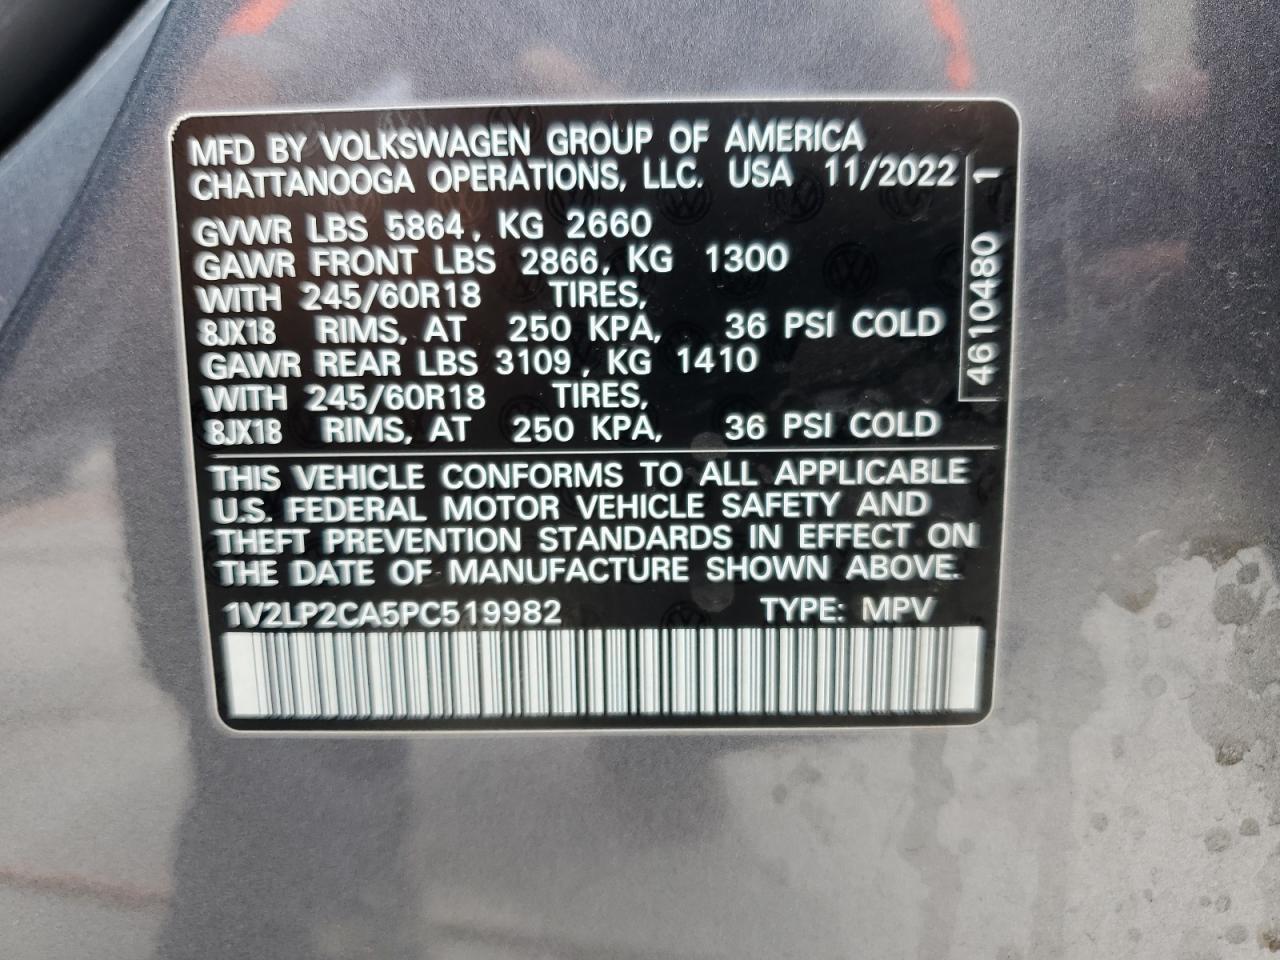 MFD BY VOLKSWAGEN GROUP OF AMERICA
CHATTANOOGA OPERATIONS, LLC. USA 11/2022
GVWR LBS 5864, KG 2660
GAWR FRONT LBS 2866, KG 1300
WITH 245/60R18 TIRES,
8JX18 RIMS, AT 250 KPA, 36 PSI COLD
GAWR REAR LBS 3109, KG 1410
WITH 245/60R18 TIRES,
8JX18 RIMS, AT 250 KPA, 36 PSI COLD
4610480 1
THIS VEHICLE CONFORMS TO ALL APPLICABLE
U.S. FEDERAL MOTOR VEHICLE SAFETY AND
THEFT PREVENTION STANDARDS IN EFFECT ON
THE DATE OF MANUFACTURE SHOWN ABOVE.
1V2LP2CA5PC519982 TYPE: MPV